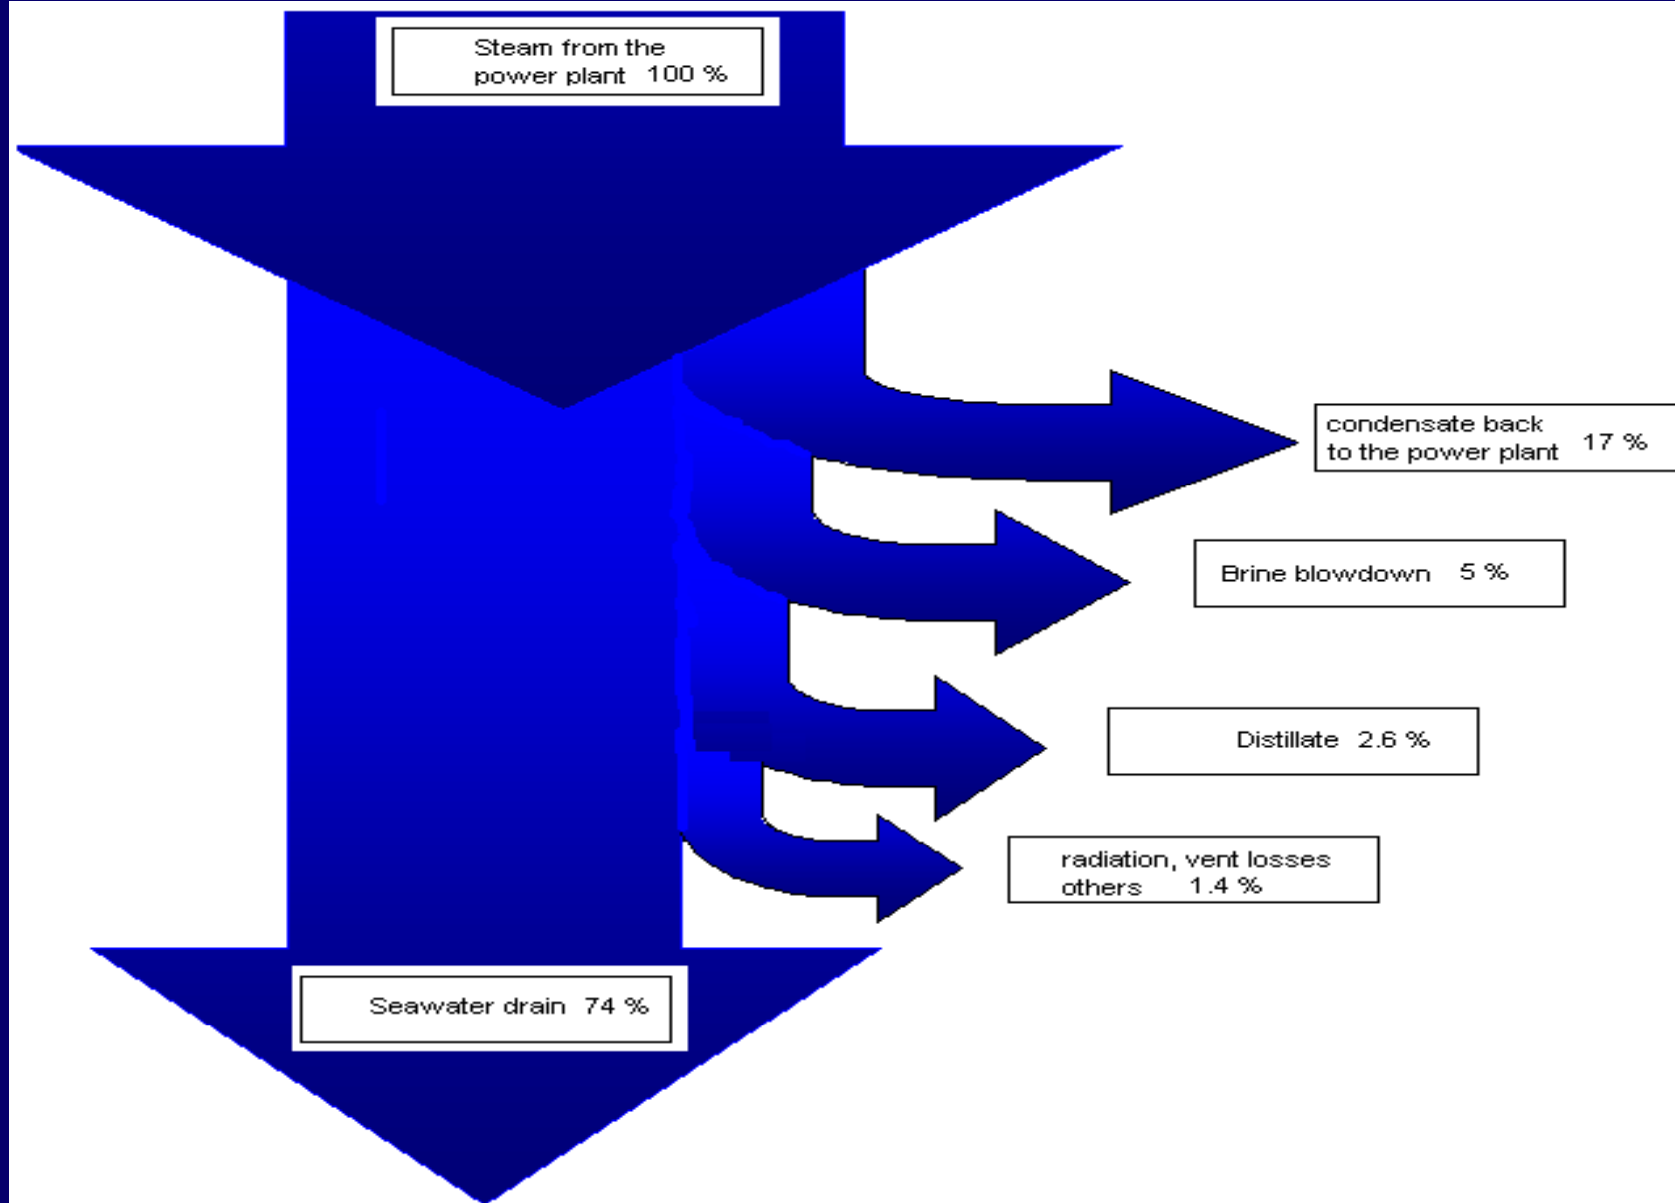 Steam from the
power plant 100 %
condensate back
to the power plant 17 %
Brine blowdown 5 %
Distillate 2.6 %
radiation, vent losses
others 1.4 %
Seawater drain 74 %